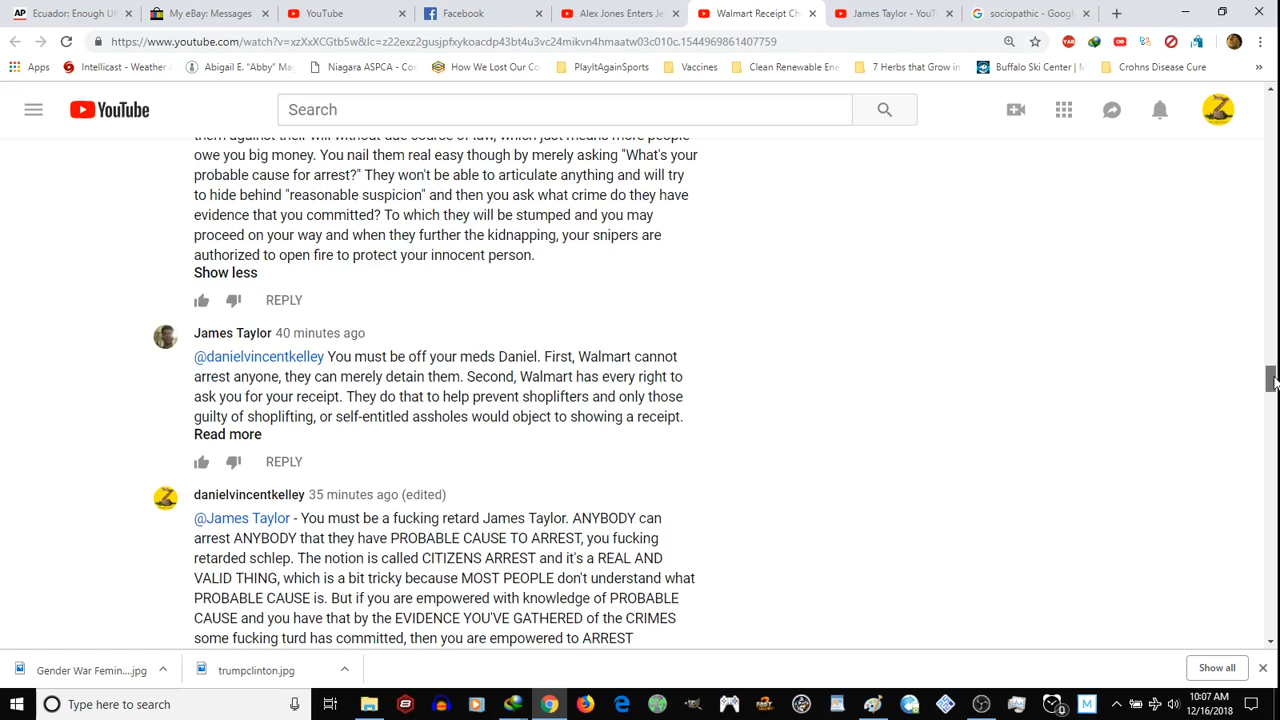 Ecuador: Enough UK
My eBay: Messages
YouTube
Facebook
Alex Jones Enters Je
Walmart Receipt Ch
James Taylor - YouT
sociopathic - Google
https://www.youtube.com/watch?v=xzXxXCGtb5w&lc=z22exz2gusjpfxykoacdp43bt4u3vc24mikvn4hmaatw03c010c.1544969861407759
Apps
Intellicast - Weather
Abigail E. "Abby" Ma
Niagara ASPCA - Co
How We Lost Our Co
PlayItAgainSports
Vaccines
Clean Renewable Ene
7 Herbs that Grow in
Buffalo Ski Center |
Crohns Disease Cure
YouTube
Search
them against their will without due course of law, which just means more people
owe you big money. You nail them real easy though by merely asking "What's your
probable cause for arrest?" They won't be able to articulate anything and will try
to hide behind "reasonable suspicion" and then you ask what crime do they have
evidence that you committed? To which they will be stumped and you may
proceed on your way and when they further the kidnapping, your snipers are
authorized to open fire to protect your innocent person.
Show less
REPLY
James Taylor 40 minutes ago
@danielvincentkelley You must be off your meds Daniel. First, Walmart cannot
arrest anyone, they can merely detain them. Second, Walmart has every right to
ask you for your receipt. They do that to help prevent shoplifters and only those
guilty of shoplifting, or self-entitled assholes would object to showing a receipt.
Read more
REPLY
danielvincentkelley 35 minutes ago (edited)
@James Taylor - You must be a fucking retard James Taylor. ANYBODY can
arrest ANYBODY that they have PROBABLE CAUSE TO ARREST, you fucking
retarded schlep. The notion is called CITIZENS ARREST and it's a REAL AND
VALID THING, which is a bit tricky because MOST PEOPLE don't understand what
PROBABLE CAUSE is. But if you are empowered with knowledge of PROBABLE
CAUSE and you have that by the EVIDENCE YOU'VE GATHERED of the CRIMES
some fucking turd has committed, then you are empowered to ARREST
Gender War Femin....jpg
trumpclinton.jpg
Show all
Type here to search
10:07 AM
12/16/2018